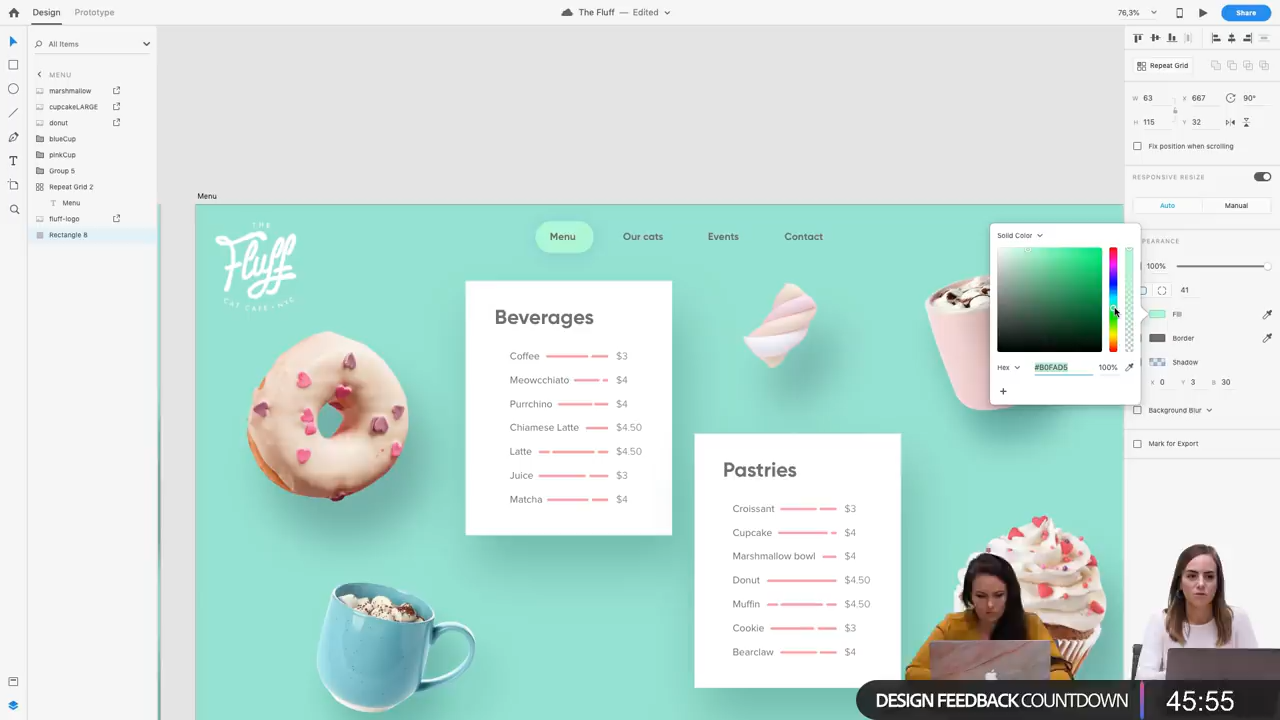 Design Prototype
The Fluff — Edited
76,3%
Share
All Items
MENU
marshmallow
cupcakeLARGE
donut
blueCup
pinkCup
Group 5
Repeat Grid 2
Menu
fluff-logo
Rectangle 8
Menu
THE
Fluff
CAT CAFE • NYC
Menu Our cats Events Contact
Beverages
Coffee $3
Meowcchiato $4
Purrchino $4
Chiamese Latte $4.50
Latte $4.50
Juice $3
Matcha $4
Pastries
Croissant $3
Cupcake $4
Marshmallow bowl $4
Donut $4.50
Muffin $4.50
Cookie $3
Bearclaw $4
Solid Color
Hex #B0FAD5 100%
+
Repeat Grid
W 63 X 667 90°
H 115 Y 32
Fix position when scrolling
RESPONSIVE RESIZE
Auto Manual
PEARANCE
100%
41
Fill
Border
Shadow
X 0 Y 3 B 30
Background Blur
Mark for Export
DESIGN FEEDBACK COUNTDOWN 45:55